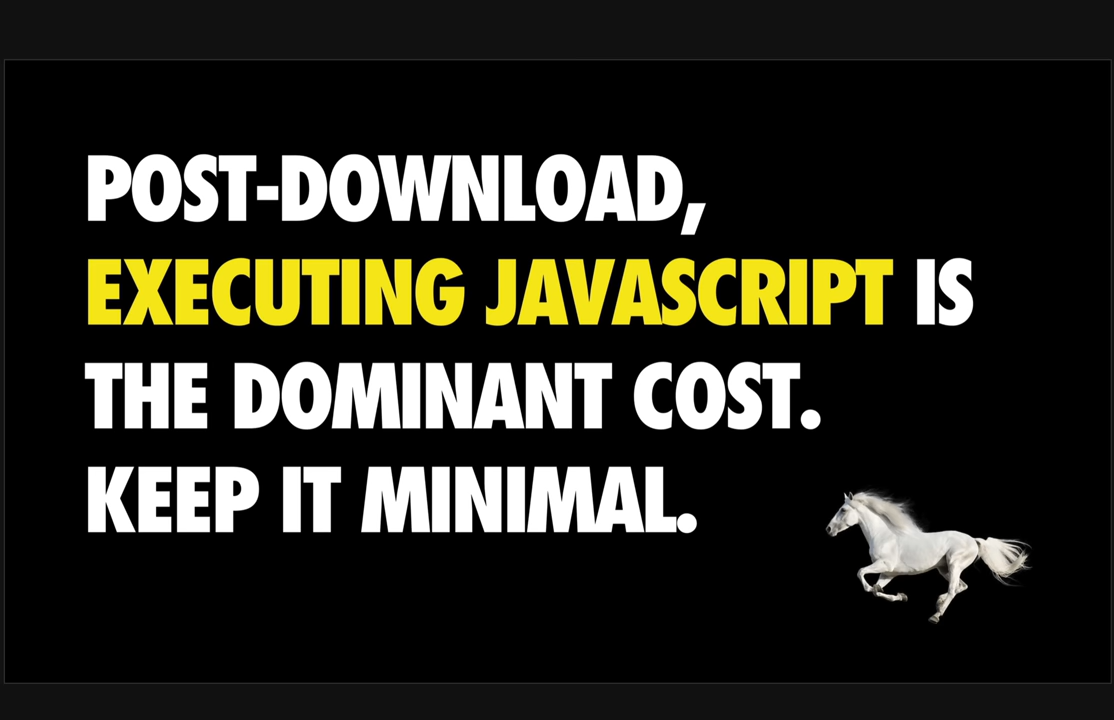 POST-DOWNLOAD,
EXECUTING JAVASCRIPT IS
THE DOMINANT COST.
KEEP IT MINIMAL.